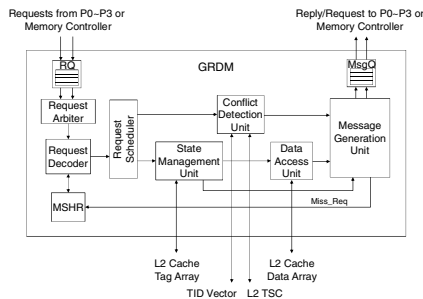 Requests from P0~P3 or
Memory Controller
Reply/Request to P0~P3 or
Memory Controller
RQ
GRDM
MsgQ
Request
Arbiter
Request
Scheduler
Conflict
Detection
Unit
Message
Generation
Unit
Request
Decoder
State
Management
Unit
Data
Access
Unit
MSHR
Miss_Req
L2 Cache
Tag Array
L2 Cache
Data Array
TID Vector
L2 TSC